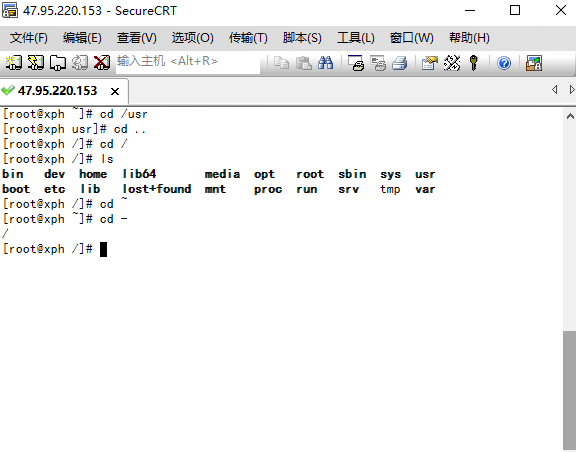 47.95.220.153 - SecureCRT
文件(F) 编辑(E) 查看(V) 选项(O) 传输(T) 脚本(S) 工具(L) 窗口(W) 帮助(H)
输入主机 <Alt+R>
47.95.220.153
[root@xph ~]# cd /usr
[root@xph usr]# cd ..
[root@xph /]# cd /
[root@xph /]# ls
bin dev home lib64 media opt root sbin sys usr
boot etc lib lost+found mnt proc run srv tmp var
[root@xph /]# cd ~
[root@xph ~]# cd -
/
[root@xph /]#